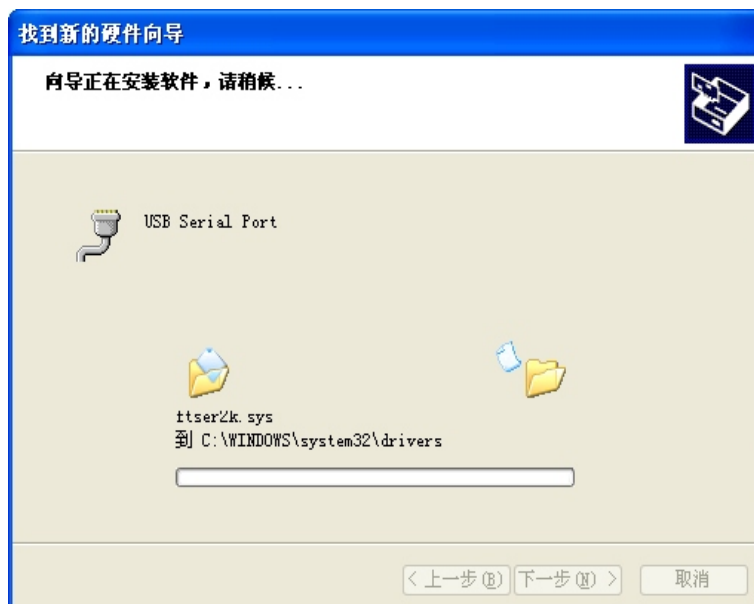 找到新的硬件向导
向导正在安装软件，请稍候...
USB Serial Port
ttser2k.sys
到 C:\WINDOWS\system32\drivers
< 上一步(B) 下一步(N) > 取消